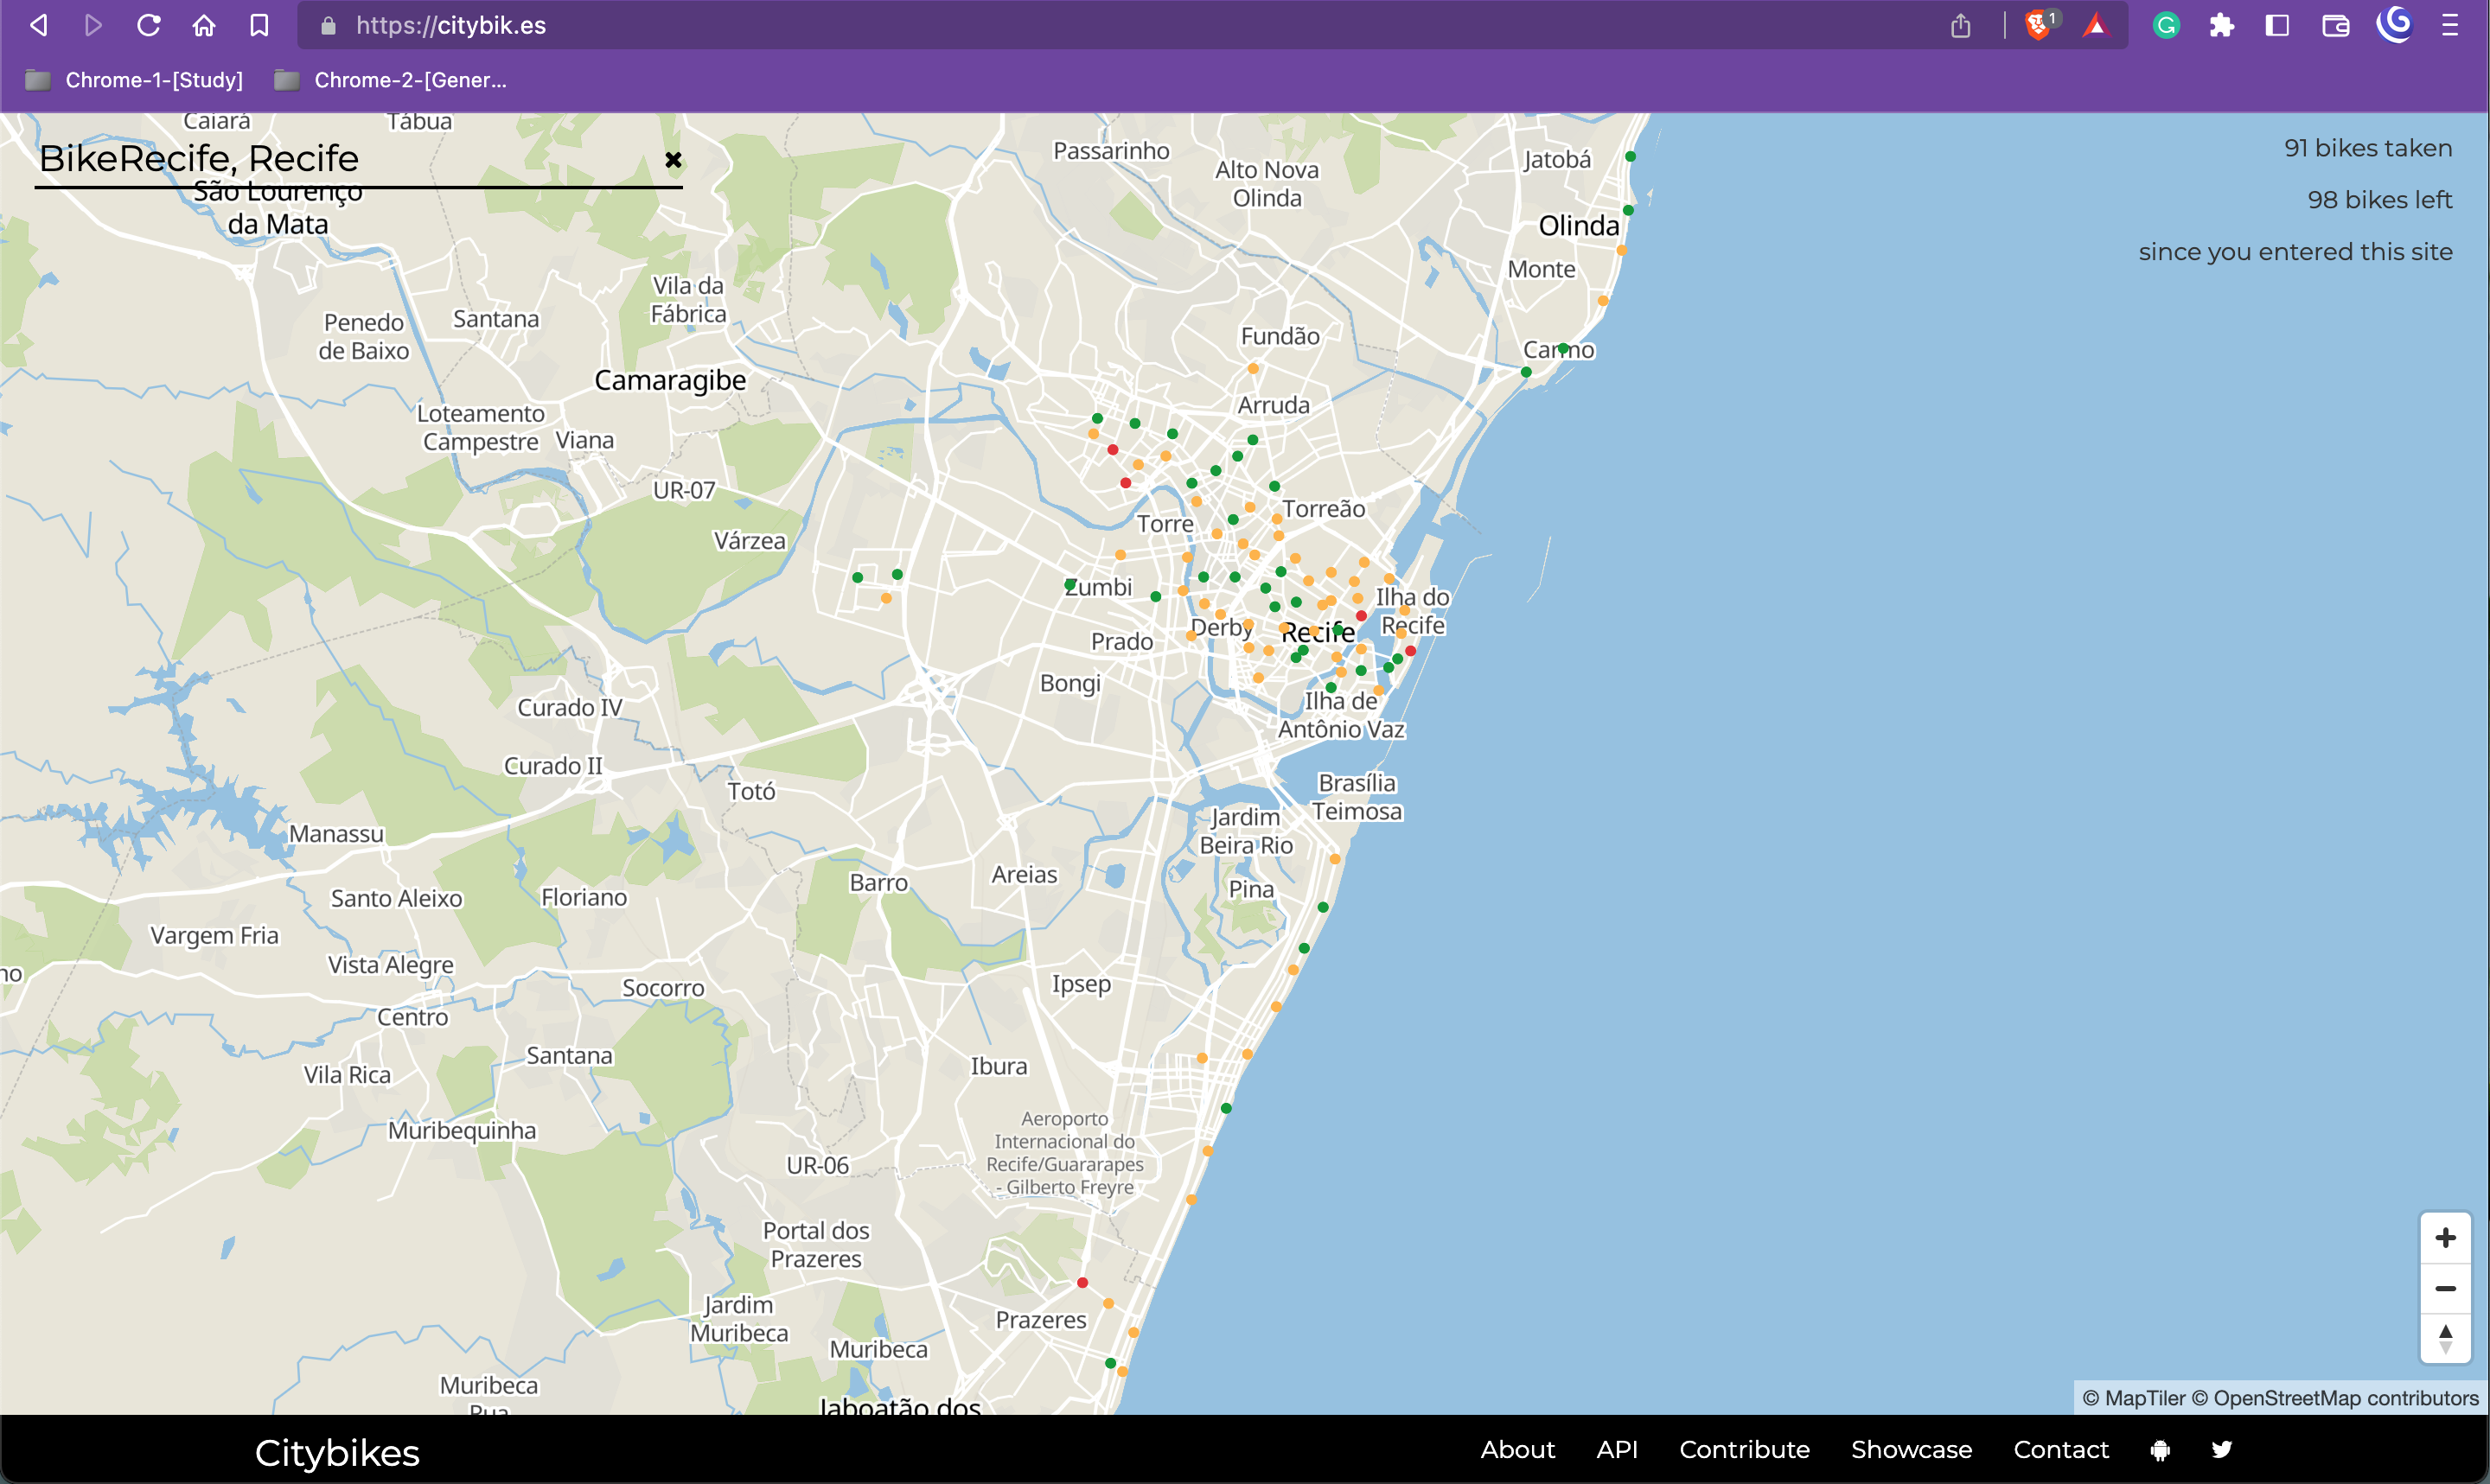 https://citybik.es
1
Chrome-1-[Study]
Chrome-2-[Gener...
BikeRecife, Recife
91 bikes taken
98 bikes left
since you entered this site
Caiará
Tábua
São Lourenço
da Mata
Passarinho
Alto Nova
Olinda
Jatobá
Olinda
Monte
Vila da
Fábrica
Penedo
de Baixo
Santana
Fundão
Carmo
Camaragibe
Arruda
Loteamento
Campestre
Viana
UR-07
Torreão
Torre
Várzea
Zumbi
Ilha do
Recife
Derby
Recife
Prado
Bongi
Ilha de
Antônio Vaz
Curado IV
Curado II
Totó
Brasília
Teimosa
Jardim
Beira Rio
Manassu
Barro
Areias
Pina
Santo Aleixo
Floriano
Vargem Fria
Vista Alegre
Socorro
Ipsep
Centro
Santana
Vila Rica
Ibura
Muribequinha
Aeroporto
Internacional do
Recife/Guararapes
- Gilberto Freyre
UR-06
Portal dos
Prazeres
Jardim
Muribeca
Prazeres
Muribeca
Muribeca
Rua
Jaboatão dos
© MapTiler © OpenStreetMap contributors
Citybikes
About
API
Contribute
Showcase
Contact